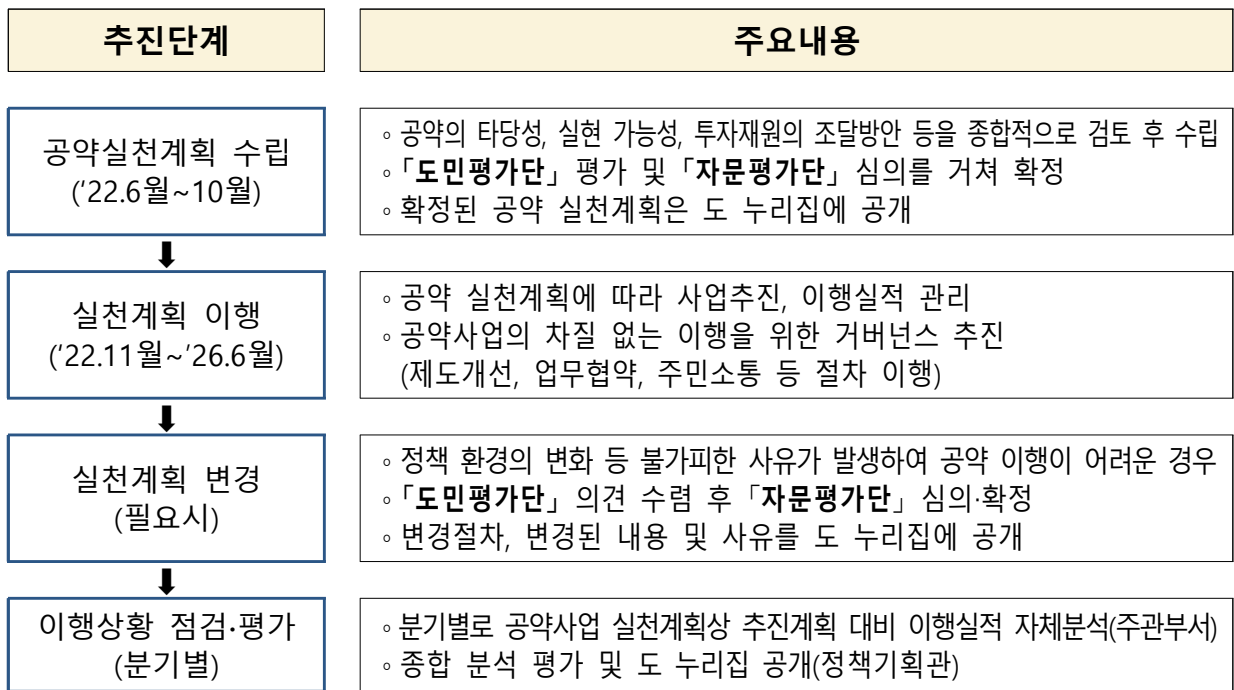 추진단계
주요내용
공약실천계획 수립
(‘22.6월~10월)
◦공약의 타당성, 실현 가능성, 투자재원의 조달방안 등을 종합적으로 검토 후 수립
◦「도민평가단」 평가 및 「자문평가단」 심의를 거쳐 확정
◦확정된 공약 실천계획은 도 누리집에 공개
실천계획 이행
(‘22.11월~’26.6월)
◦공약 실천계획에 따라 사업추진, 이행실적 관리
◦공약사업의 차질 없는 이행을 위한 거버넌스 추진
(제도개선, 업무협약, 주민소통 등 절차 이행)
실천계획 변경
(필요시)
◦정책 환경의 변화 등 불가피한 사유가 발생하여 공약 이행이 어려운 경우
◦「도민평가단」 의견 수렴 후 「자문평가단」 심의·확정
◦변경절차, 변경된 내용 및 사유를 도 누리집에 공개
이행상황 점검·평가
(분기별)
◦분기별로 공약사업 실천계획상 추진계획 대비 이행실적 자체분석(주관부서)
◦종합 분석 평가 및 도 누리집 공개(정책기획관)